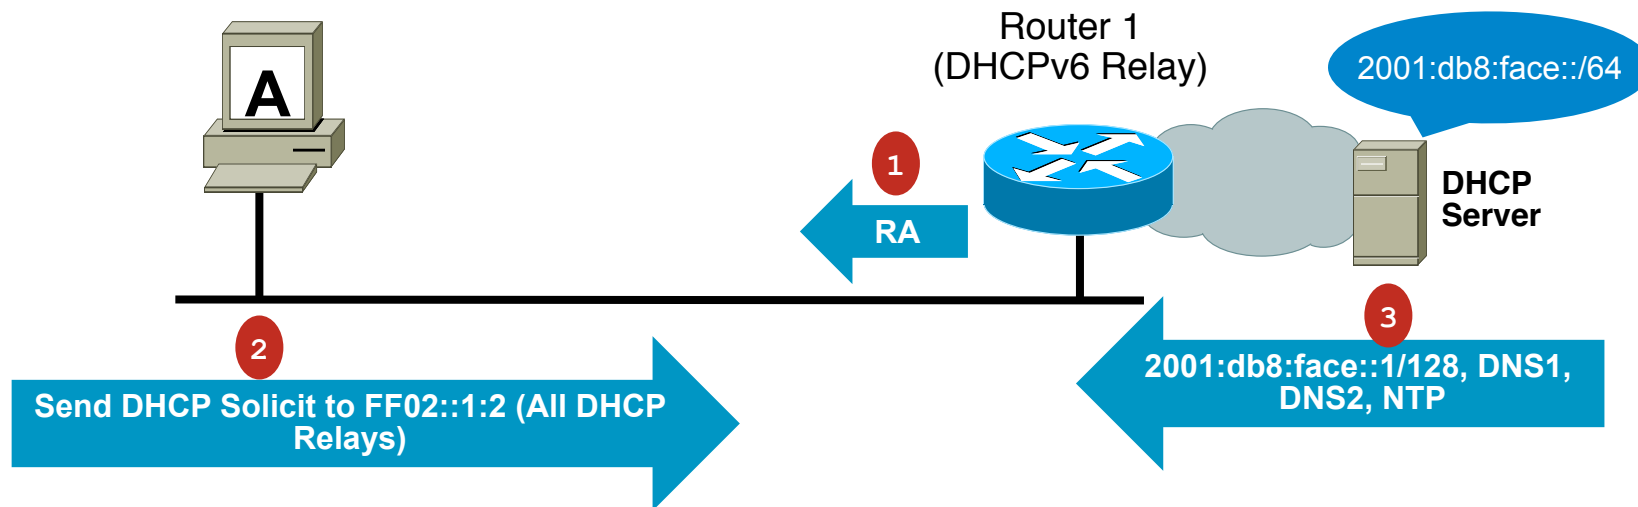 A
Router 1
(DHCPv6 Relay)
2001:db8:face::/64
1
RA
DHCP
Server
2
Send DHCP Solicit to FF02::1:2 (All DHCP
Relays)
3
2001:db8:face::1/128, DNS1,
DNS2, NTP